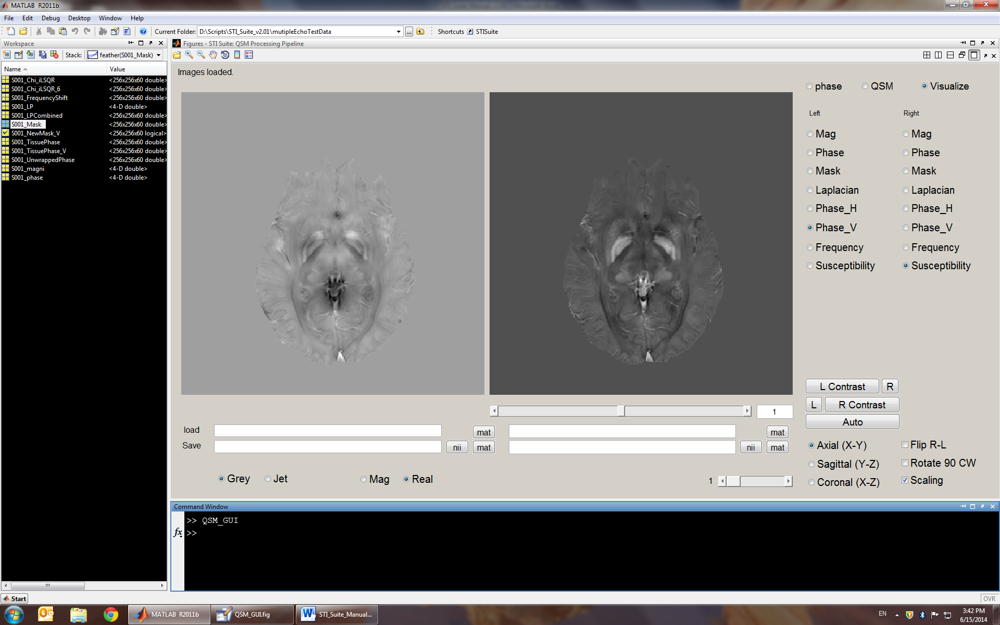 MATLAB R2011b
File Edit Debug Desktop Window Help
Current Folder: D:\Scripts\STI_Suite_v2.01\mutipleEchoTestData ... Shortcuts STISuite
Workspace
Stack: feather(S001_Mask)
Name Value
S001_Chi_iLSQR <256x256x60 double>
S001_Chi_iLSQR_6 <256x256x60 double>
S001_FrequencyShift <256x256x60 double>
S001_LP <4-D double>
S001_LPCombined <256x256x60 double>
S001_Mask <256x256x60 double>
S001_NewMask_V <256x256x60 logical>
S001_TissuePhase <256x256x60 double>
S001_TissuePhase_V <256x256x60 double>
S001_UnwrappedPhase <256x256x60 double>
S001_magni <4-D double>
S001_phase <4-D double>
Figures - STI Suite: QSM Processing Pipeline
Images loaded.
phase QSM Visualize
Left Right
Mag Mag
Phase Phase
Mask Mask
Laplacian Laplacian
Phase_H Phase_H
Phase_V Phase_V
Frequency Frequency
Susceptibility Susceptibility
L Contrast R
L R Contrast
Auto
1
load mat mat
Save nii mat nii mat
Axial (X-Y) Flip R-L
Sagittal (Y-Z) Rotate 90 CW
Coronal (X-Z) Scaling
Grey Jet Mag Real 1
Command Window
>> QSM_GUI
fx >>
Start OVR
MATLAB R2011b QSM_GUI.fig STI_Suite_Manual... EN 3:42 PM
6/15/2014